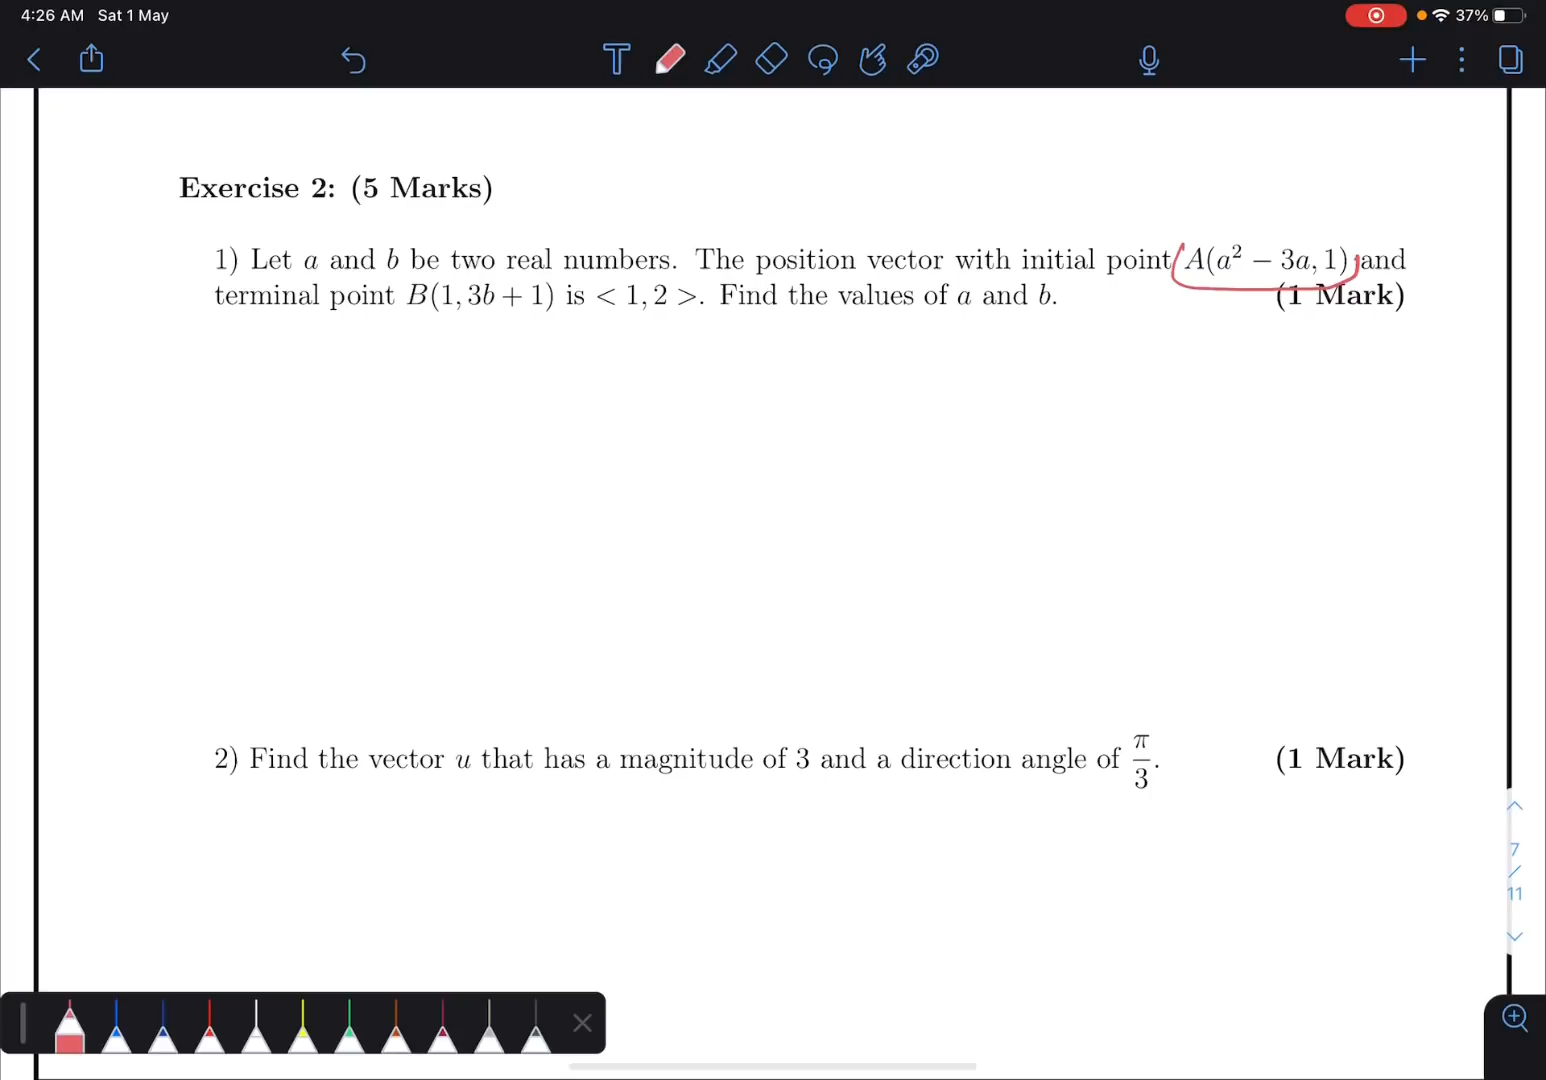 4:26 AM Sat 1 May 37%
Exercise 2: (5 Marks)
1) Let a and b be two real numbers. The position vector with initial point A(a² − 3a, 1) and
terminal point B(1, 3b + 1) is < 1, 2 >. Find the values of a and b. (1 Mark)
2) Find the vector u that has a magnitude of 3 and a direction angle of π/3. (1 Mark)
7
/
11